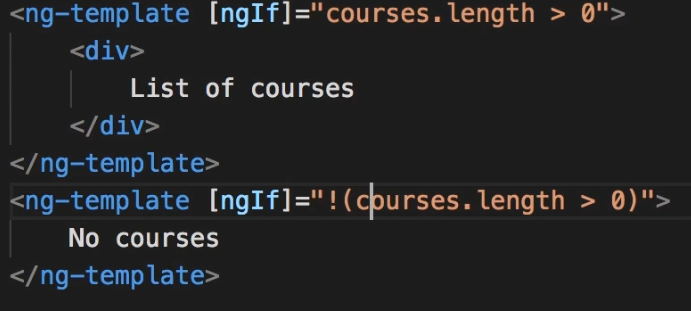 <ng-template [ngIf]="courses.length > 0">
<div>
List of courses
</div>
</ng-template>
<ng-template [ngIf]="!(courses.length > 0)">
No courses
</ng-template>